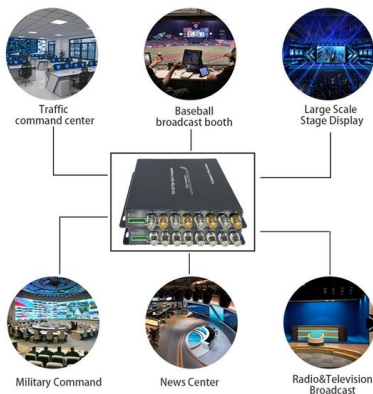 Traffic
command center
Baseball
broadcast booth
Large Scale
Stage Display
Military Command
News Center
Radio&Television
Broadcast